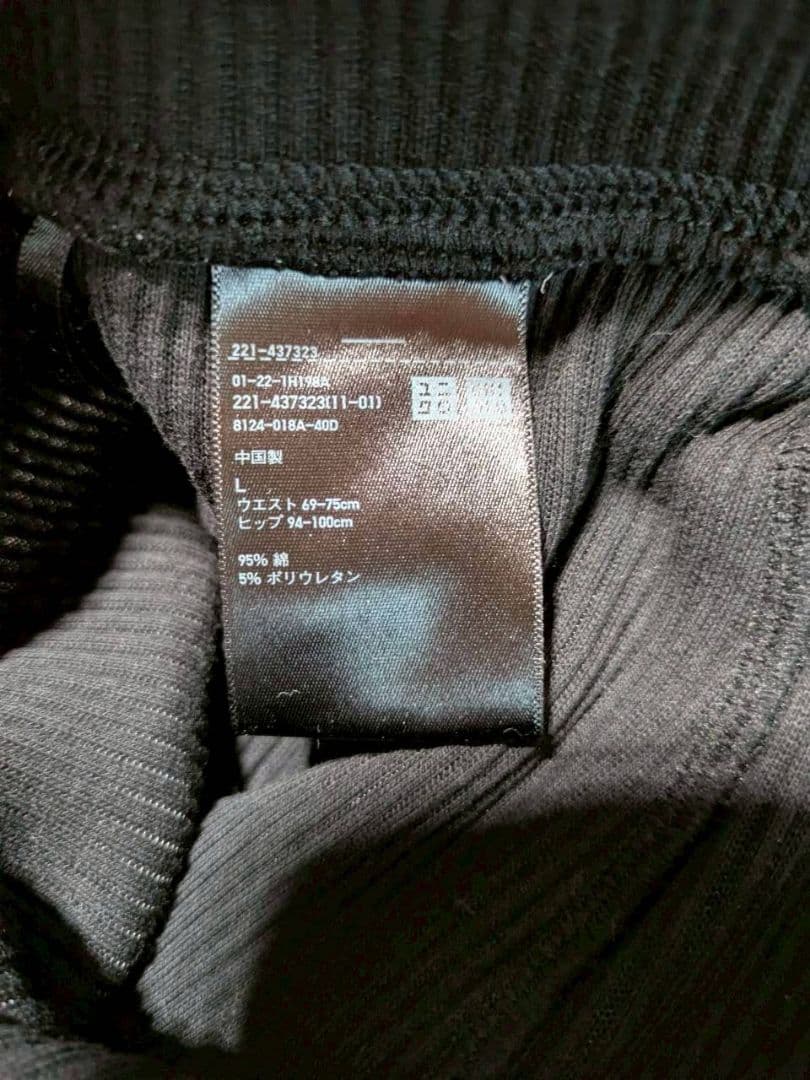 221-437323
01-22-1H198A
221-437323(11-01)
8124-018A-40D
中国製
L
ウエスト 69-75cm
ヒップ 94-100cm
95% 綿
5% ポリウレタン